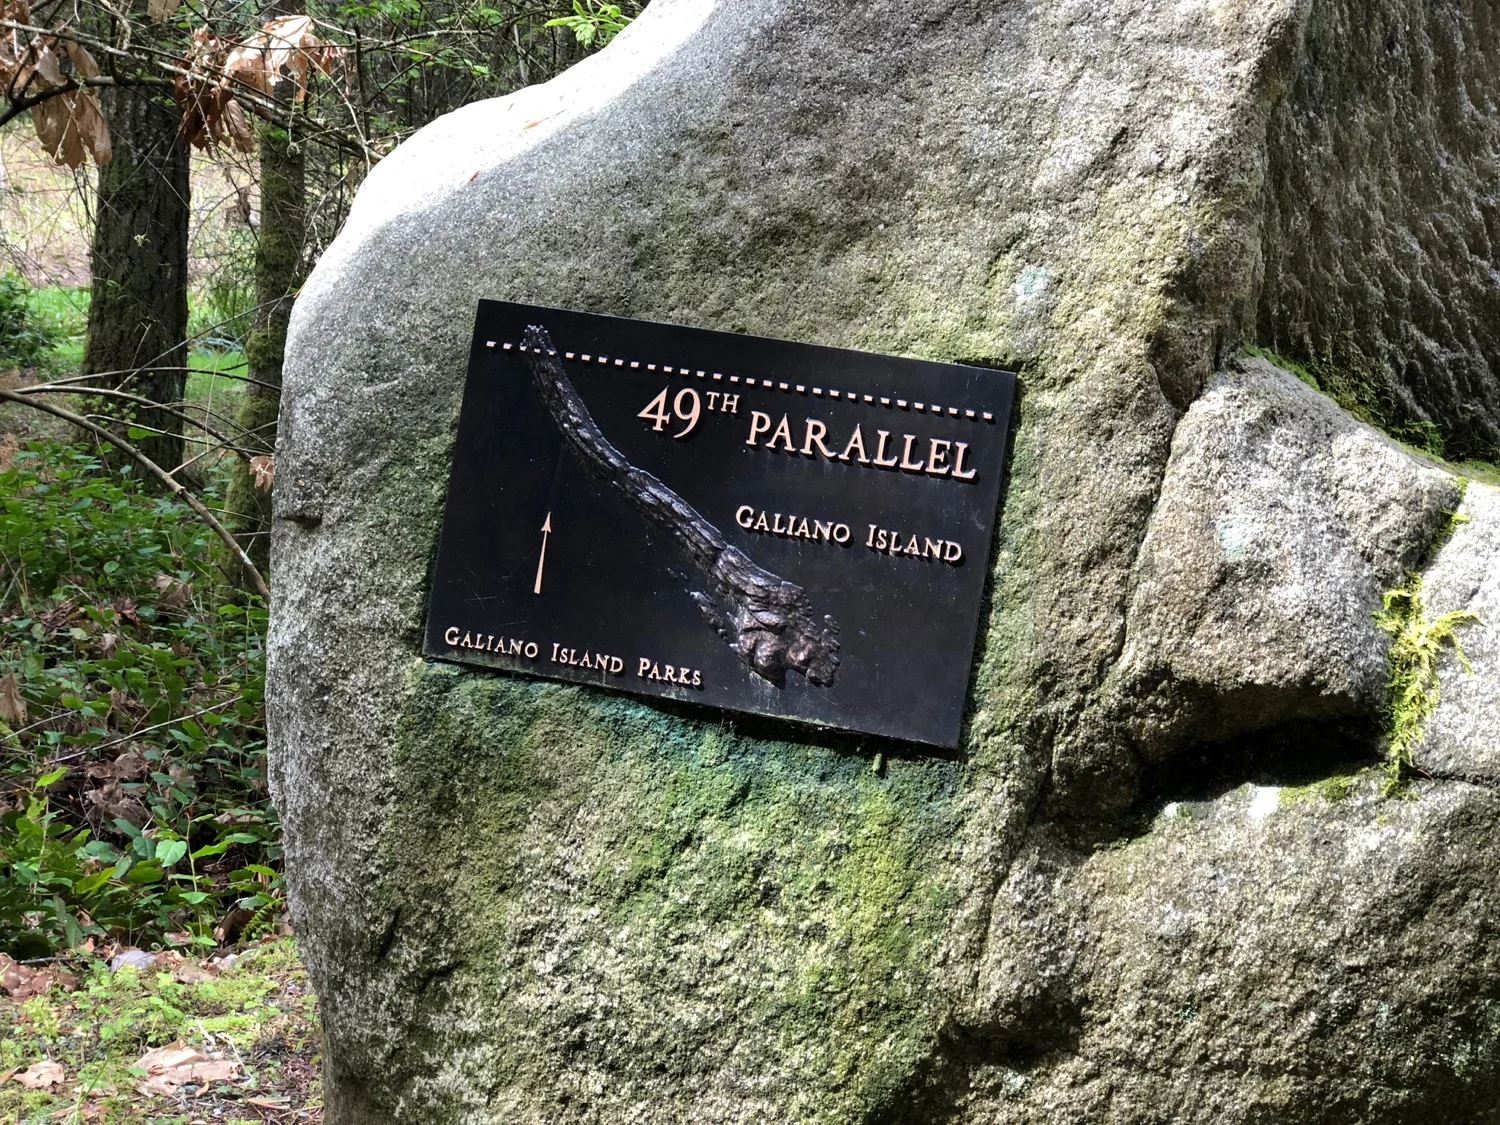 49TH PARALLEL
GALIANO ISLAND
GALIANO ISLAND PARKS